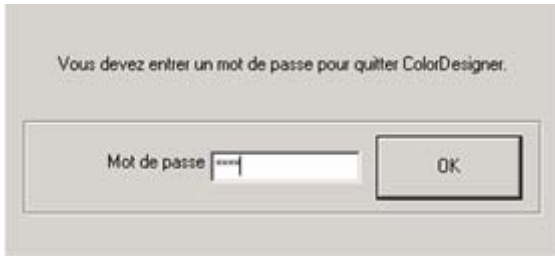 Vous devez entrer un mot de passe pour quitter ColorDesigner.
Mot de passe ****
OK